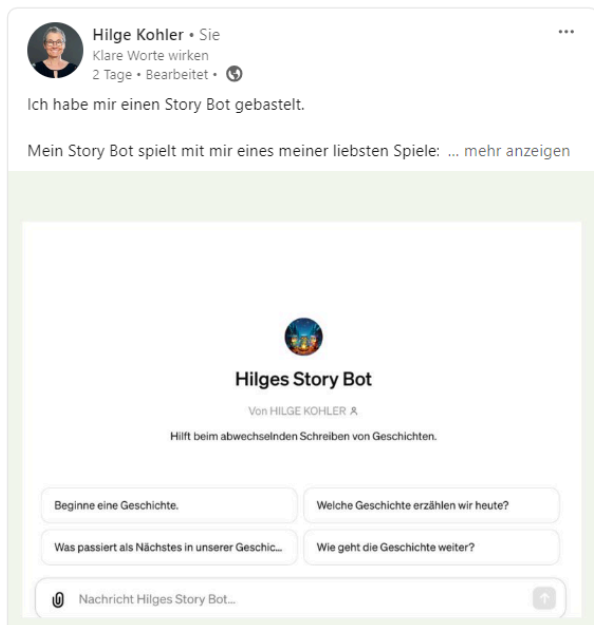 Hilge Kohler • Sie
Klare Worte wirken
2 Tage • Bearbeitet •
Ich habe mir einen Story Bot gebastelt.
Mein Story Bot spielt mit mir eines meiner liebsten Spiele: ... mehr anzeigen
Hilges Story Bot
Von HILGE KOHLER
Hilft beim abwechselnden Schreiben von Geschichten.
Beginne eine Geschichte.
Welche Geschichte erzählen wir heute?
Was passiert als Nächstes in unserer Geschic...
Wie geht die Geschichte weiter?
Nachricht Hilges Story Bot...